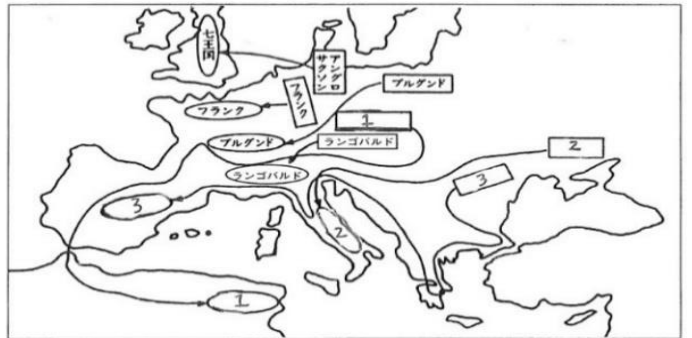 七王国
アングロ
サクソン
フランク
フランク
ブルグンド
1
ブルグンド
ランゴバルド
2
ランゴバルド
3
3
2
1